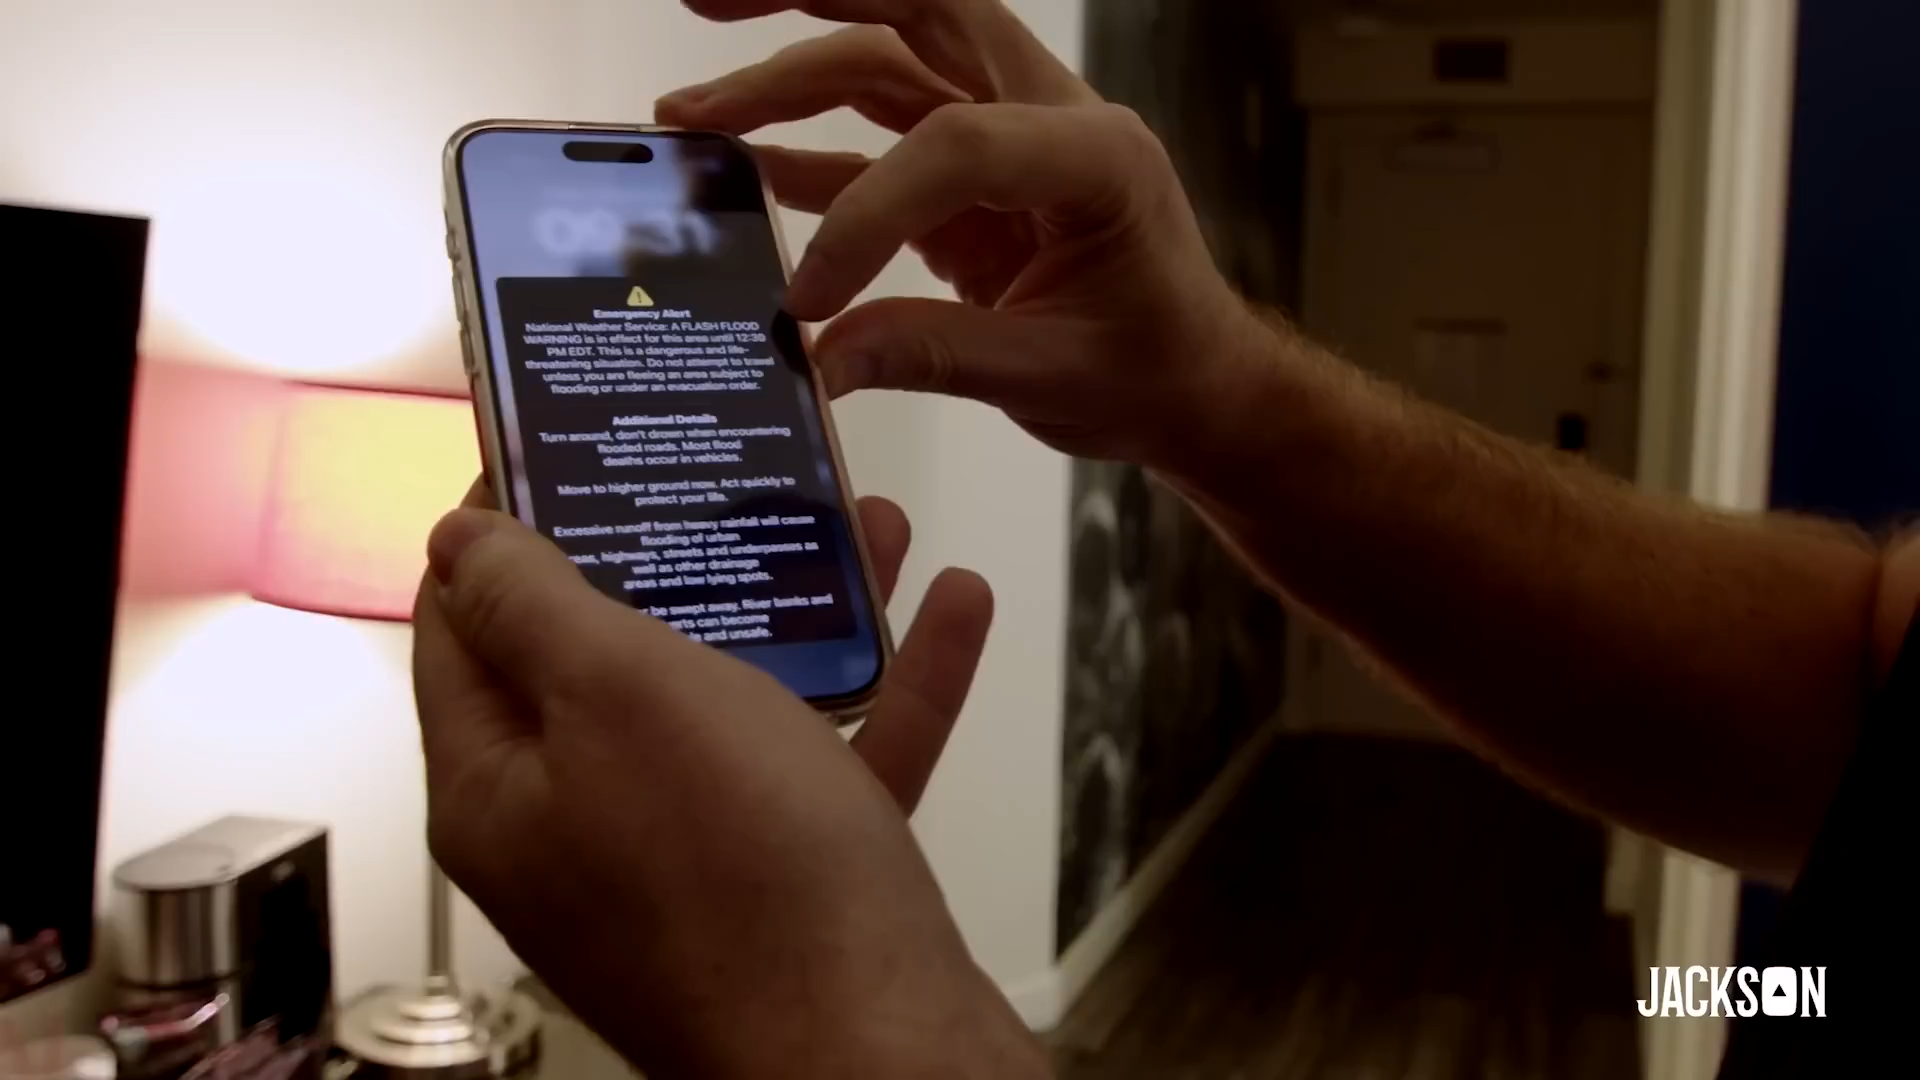 09:31
Emergency Alert
National Weather Service: A FLASH FLOOD
WARNING is in effect for this area until 12:30
PM EDT. This is a dangerous and life-
threatening situation. Do not attempt to travel
unless you are fleeing an area subject to
flooding or under an evacuation order.
Additional Details
Turn around, don't drown when encountering
flooded roads. Most flood
deaths occur in vehicles.
Move to higher ground now. Act quickly to
protect your life.
Excessive runoff from heavy rainfall will cause
flooding of urban
eas, highways, streets and underpasses as
well as other drainage
areas and low lying spots.
r be swept away. River banks and
erts can become
le and unsafe.
JACKSON